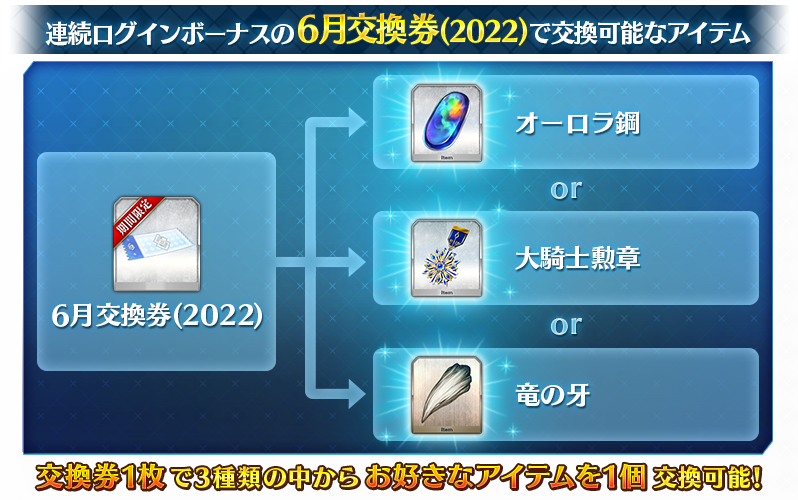 連続ログインボーナスの6月交換券(2022)で交換可能なアイテム
期間限定
6月交換券(2022)
Item
オーロラ鋼
or
Item
大騎士勲章
or
Item
竜の牙
交換券1枚で3種類の中からお好きなアイテムを1個交換可能!